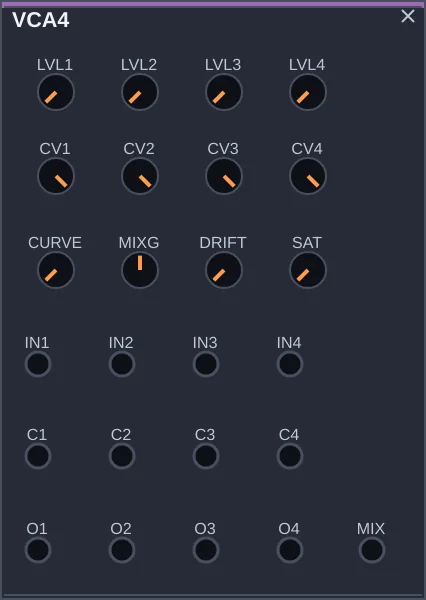 VCA4
LVL1 LVL2 LVL3 LVL4
CV1 CV2 CV3 CV4
CURVE MIXG DRIFT SAT
IN1 IN2 IN3 IN4
C1 C2 C3 C4
O1 O2 O3 O4 MIX